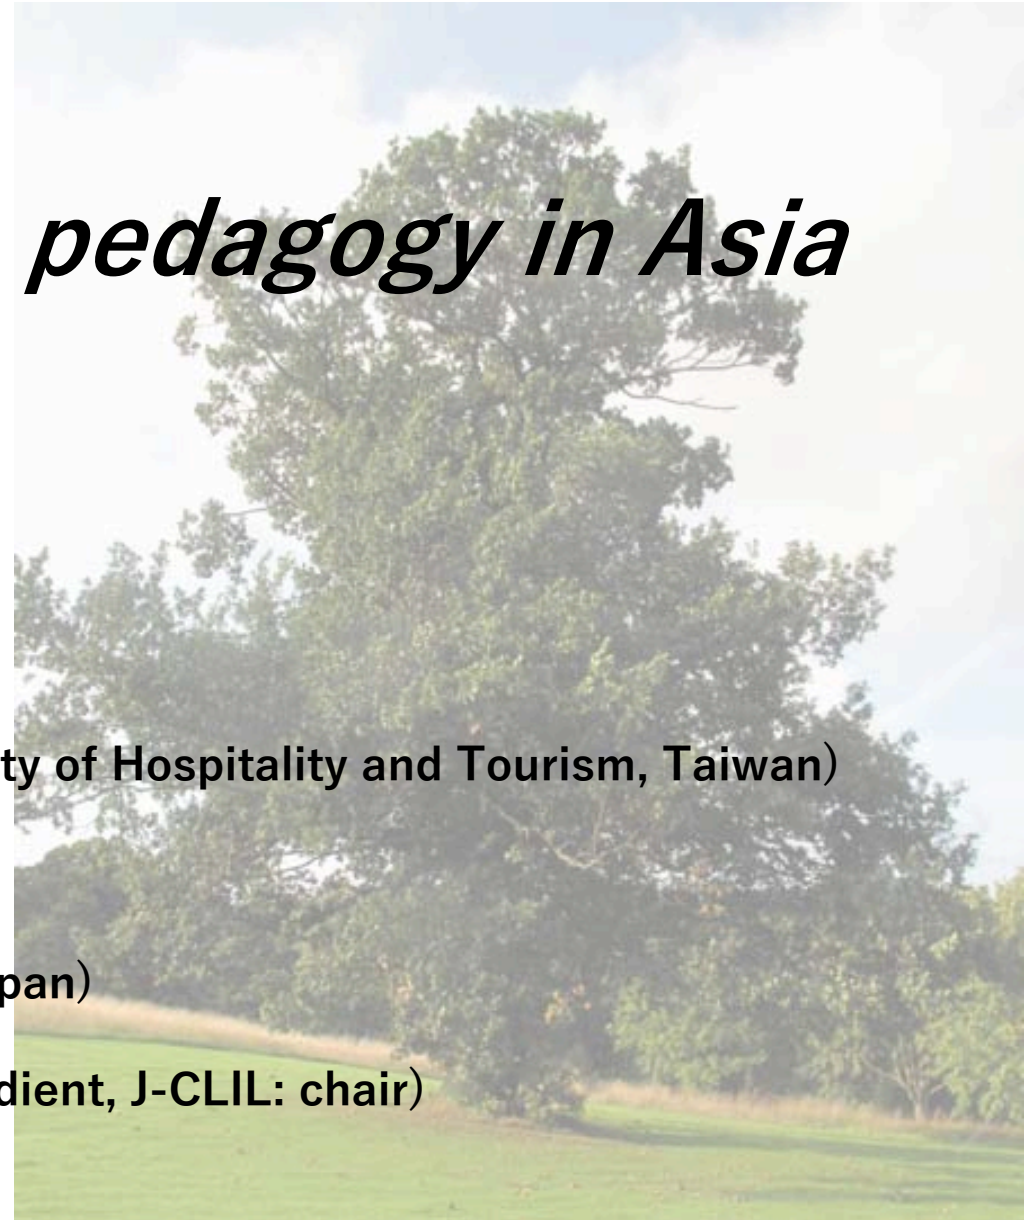 pedagogy in Asia
ty of Hospitality and Tourism, Taiwan)
pan)
dient, J-CLIL: chair)